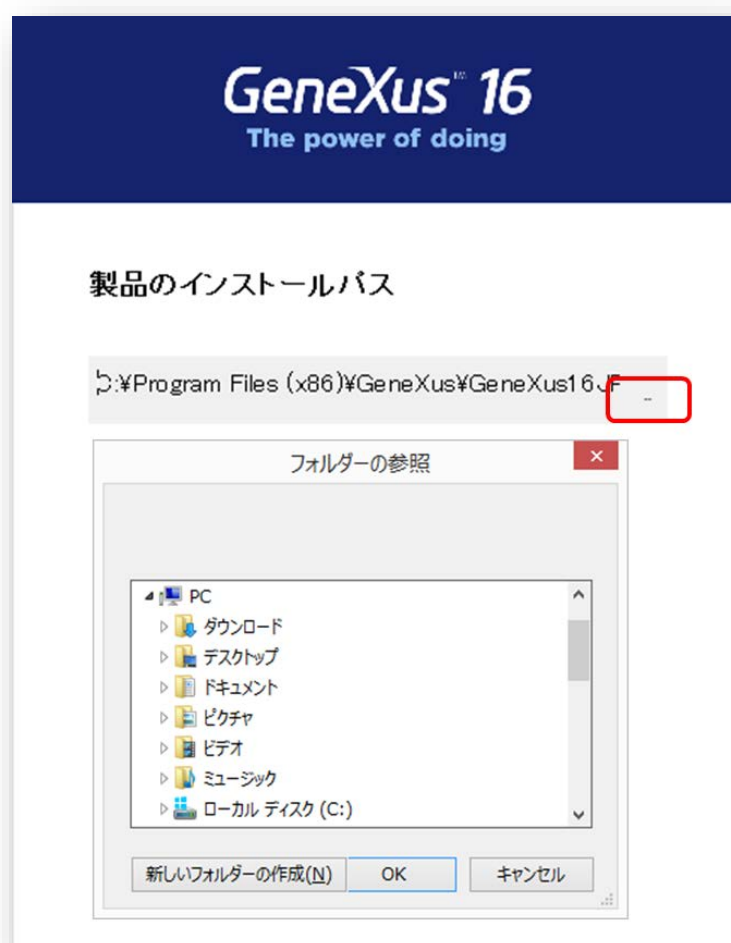 GeneXus™ 16
The power of doing
製品のインストールパス
C:¥Program Files (x86)¥GeneXus¥GeneXus16JP
...
フォルダーの参照
PC
ダウンロード
デスクトップ
ドキュメント
ピクチャ
ビデオ
ミュージック
ローカル ディスク (C:)
新しいフォルダーの作成(N) OK キャンセル